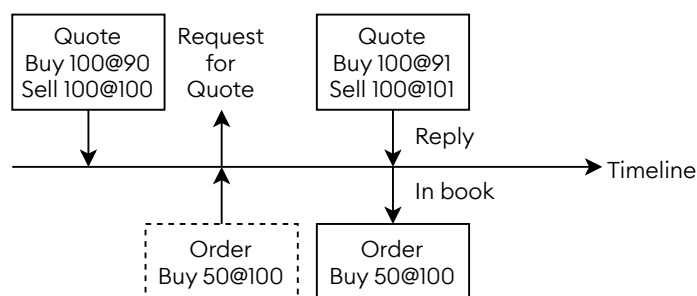 Quote
Buy 100@90
Sell 100@100
Request
for
Quote
Quote
Buy 100@91
Sell 100@101
Reply
Timeline
In book
Order
Buy 50@100
Order
Buy 50@100